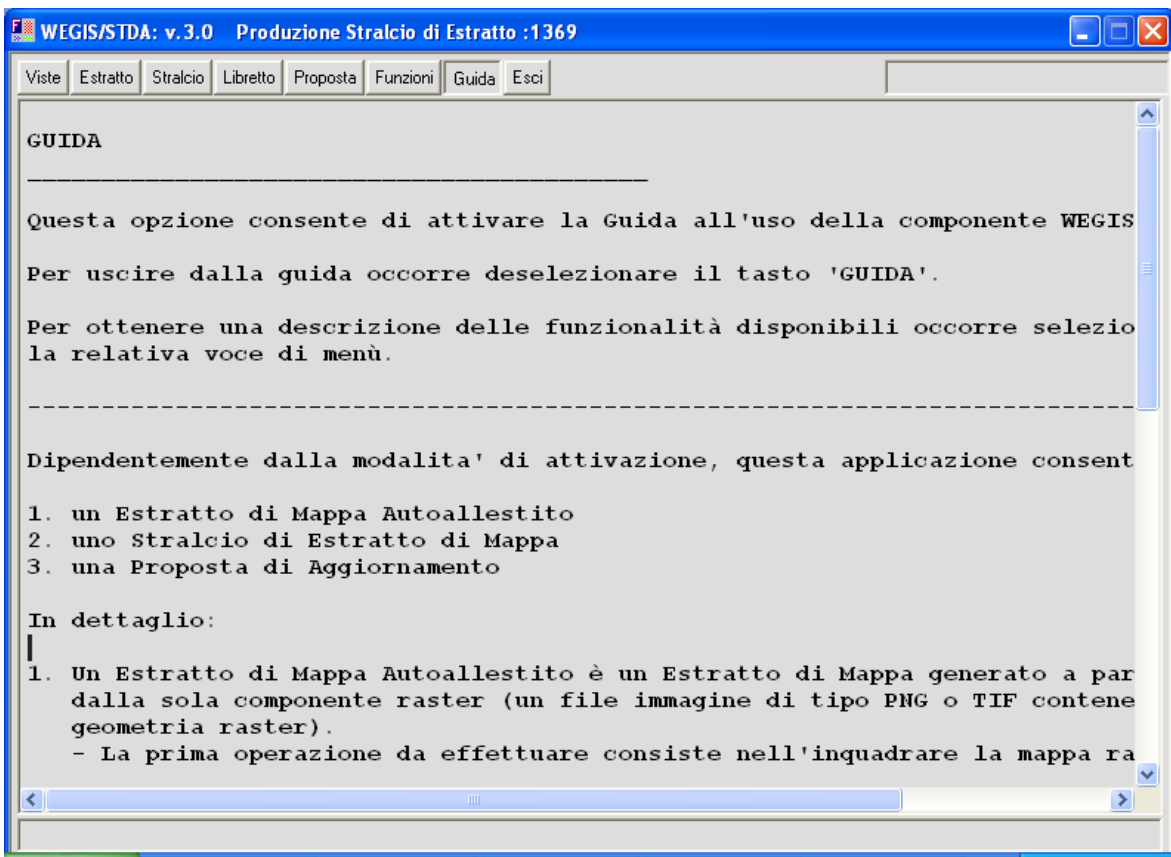 WEGIS/STDA: v.3.0 Produzione Stralcio di Estratto :1369
Viste Estratto Stralcio Libretto Proposta Funzioni Guida Esci
GUIDA
Questa opzione consente di attivare la Guida all'uso della componente WEGIS
Per uscire dalla guida occorre deselezionare il tasto 'GUIDA'.
Per ottenere una descrizione delle funzionalità disponibili occorre selezio
la relativa voce di menù.
--------------------------------------------------------------------------
Dipendentemente dalla modalita' di attivazione, questa applicazione consent
1. un Estratto di Mappa Autoallestito
2. uno Stralcio di Estratto di Mappa
3. una Proposta di Aggiornamento
In dettaglio:
1. Un Estratto di Mappa Autoallestito è un Estratto di Mappa generato a par
dalla sola componente raster (un file immagine di tipo PNG o TIF contene
geometria raster).
- La prima operazione da effettuare consiste nell'inquadrare la mappa ra